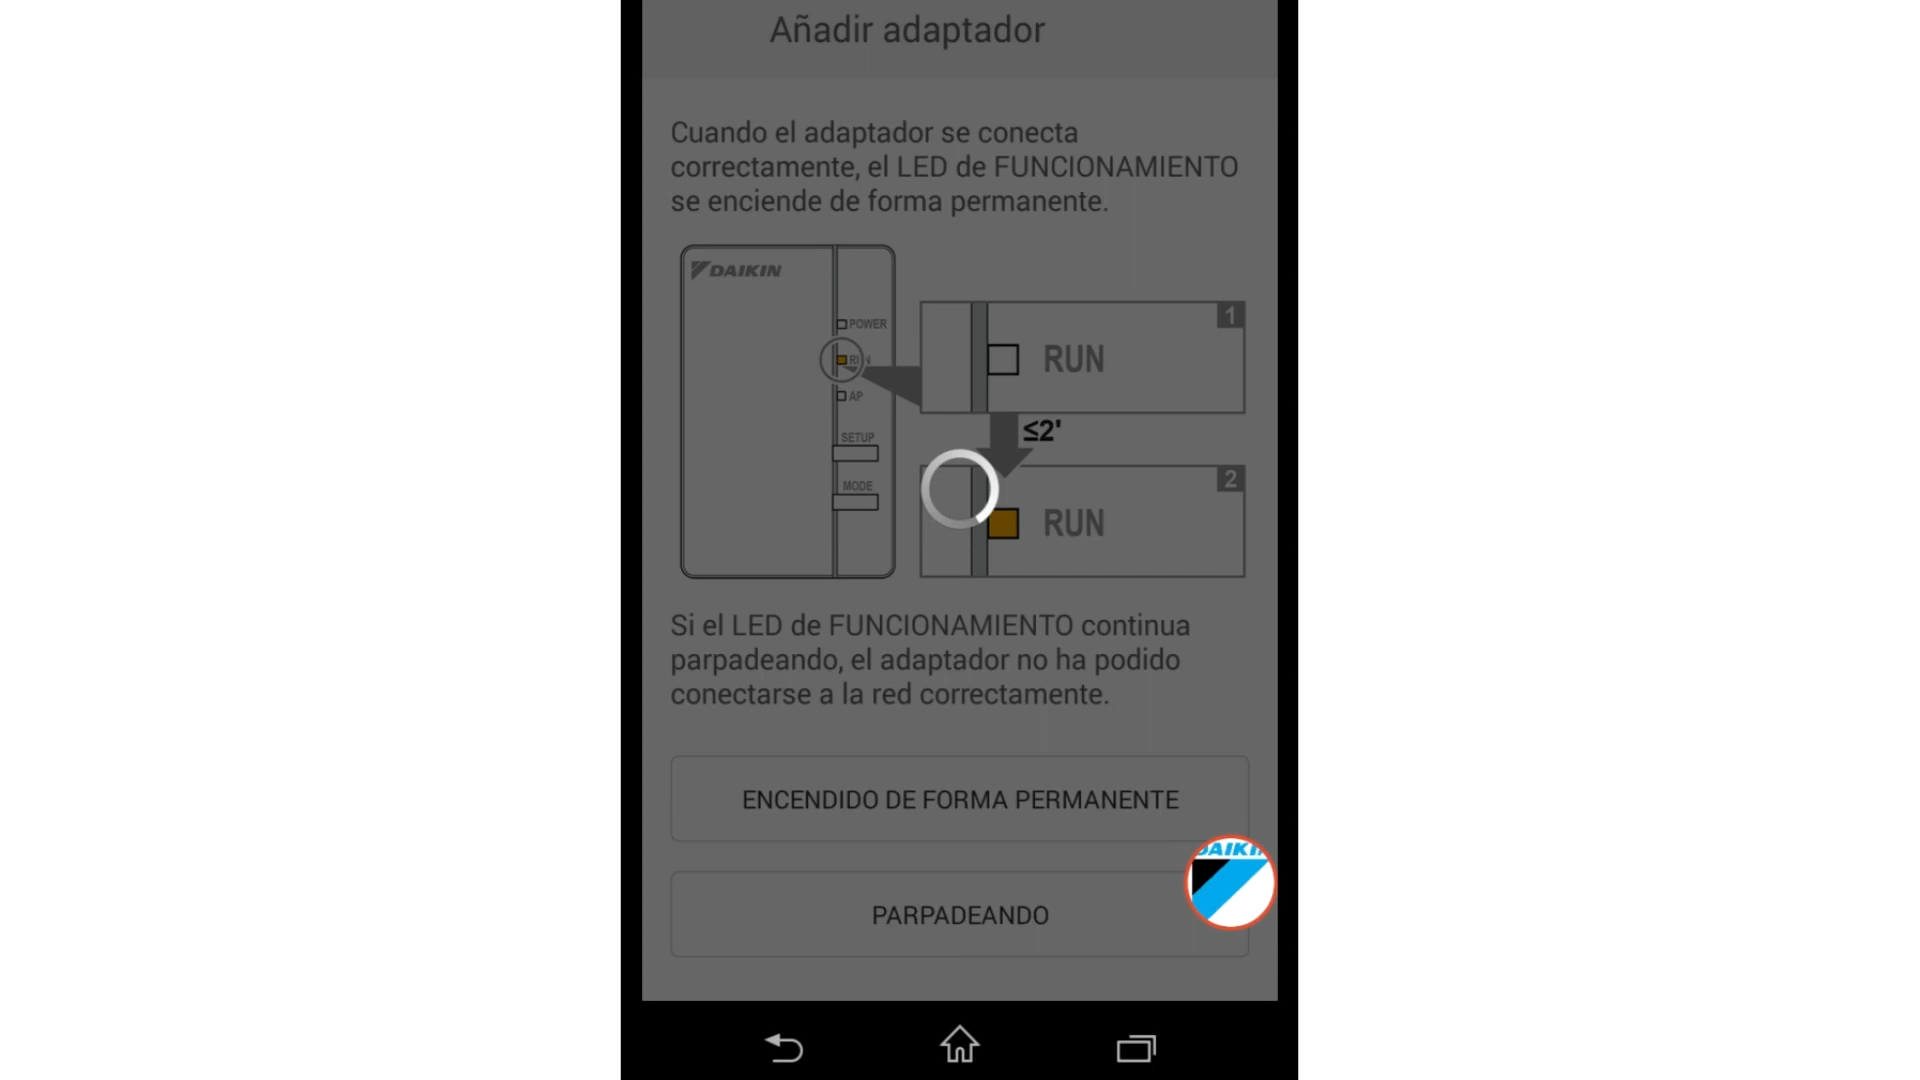 Añadir adaptador
Cuando el adaptador se conecta
correctamente, el LED de FUNCIONAMIENTO
se enciende de forma permanente.
DAIKIN
POWER
RUN
AP
SETUP
MODE
1
RUN
≤2'
2
RUN
Si el LED de FUNCIONAMIENTO continua
parpadeando, el adaptador no ha podido
conectarse a la red correctamente.
ENCENDIDO DE FORMA PERMANENTE
DAIKIN
PARPADEANDO